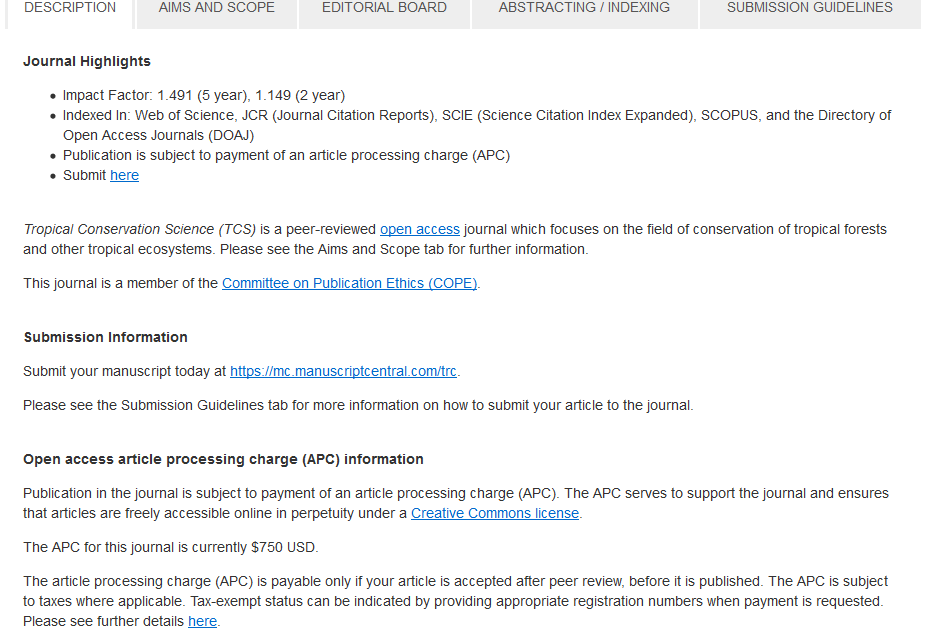 DESCRIPTION
AIMS AND SCOPE
EDITORIAL BOARD
ABSTRACTING / INDEXING
SUBMISSION GUIDELINES
Journal Highlights
Impact Factor: 1.491 (5 year), 1.149 (2 year)
Indexed In: Web of Science, JCR (Journal Citation Reports), SCIE (Science Citation Index Expanded), SCOPUS, and the Directory of
Open Access Journals (DOAJ)
Publication is subject to payment of an article processing charge (APC)
Submit here
Tropical Conservation Science (TCS) is a peer-reviewed open access journal which focuses on the field of conservation of tropical forests
and other tropical ecosystems. Please see the Aims and Scope tab for further information.
This journal is a member of the Committee on Publication Ethics (COPE).
Submission Information
Submit your manuscript today at https://mc.manuscriptcentral.com/trc.
Please see the Submission Guidelines tab for more information on how to submit your article to the journal.
Open access article processing charge (APC) information
Publication in the journal is subject to payment of an article processing charge (APC). The APC serves to support the journal and ensures
that articles are freely accessible online in perpetuity under a Creative Commons license.
The APC for this journal is currently $750 USD.
The article processing charge (APC) is payable only if your article is accepted after peer review, before it is published. The APC is subject
to taxes where applicable. Tax-exempt status can be indicated by providing appropriate registration numbers when payment is requested.
Please see further details here.